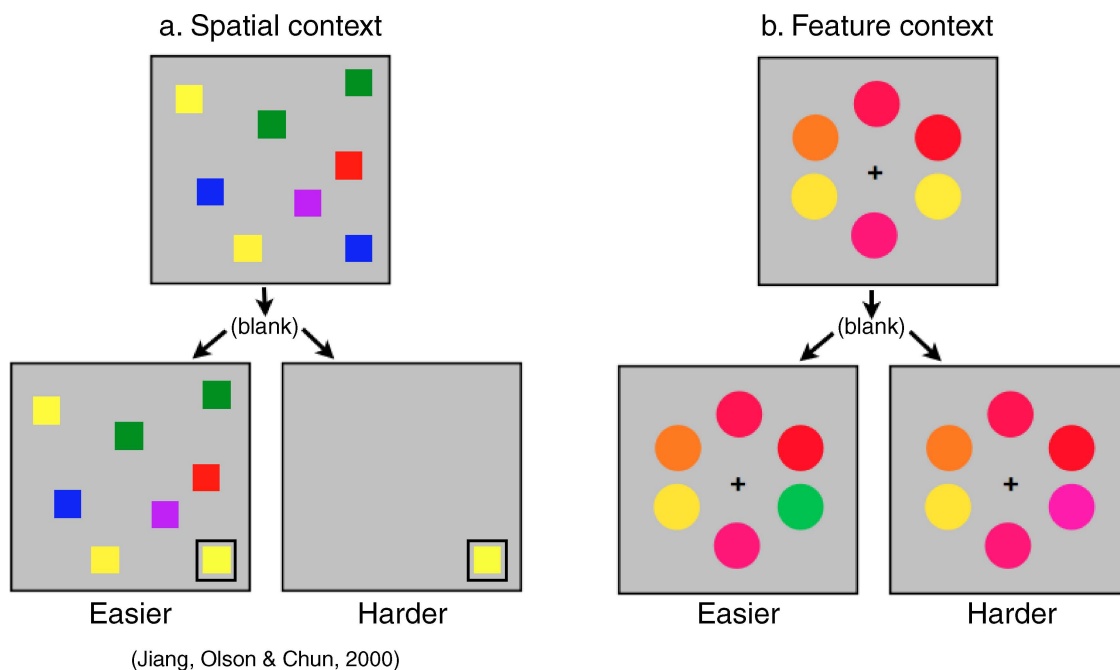 a. Spatial context
b. Feature context
(blank)
(blank)
Easier
Harder
Easier
Harder
(Jiang, Olson & Chun, 2000)